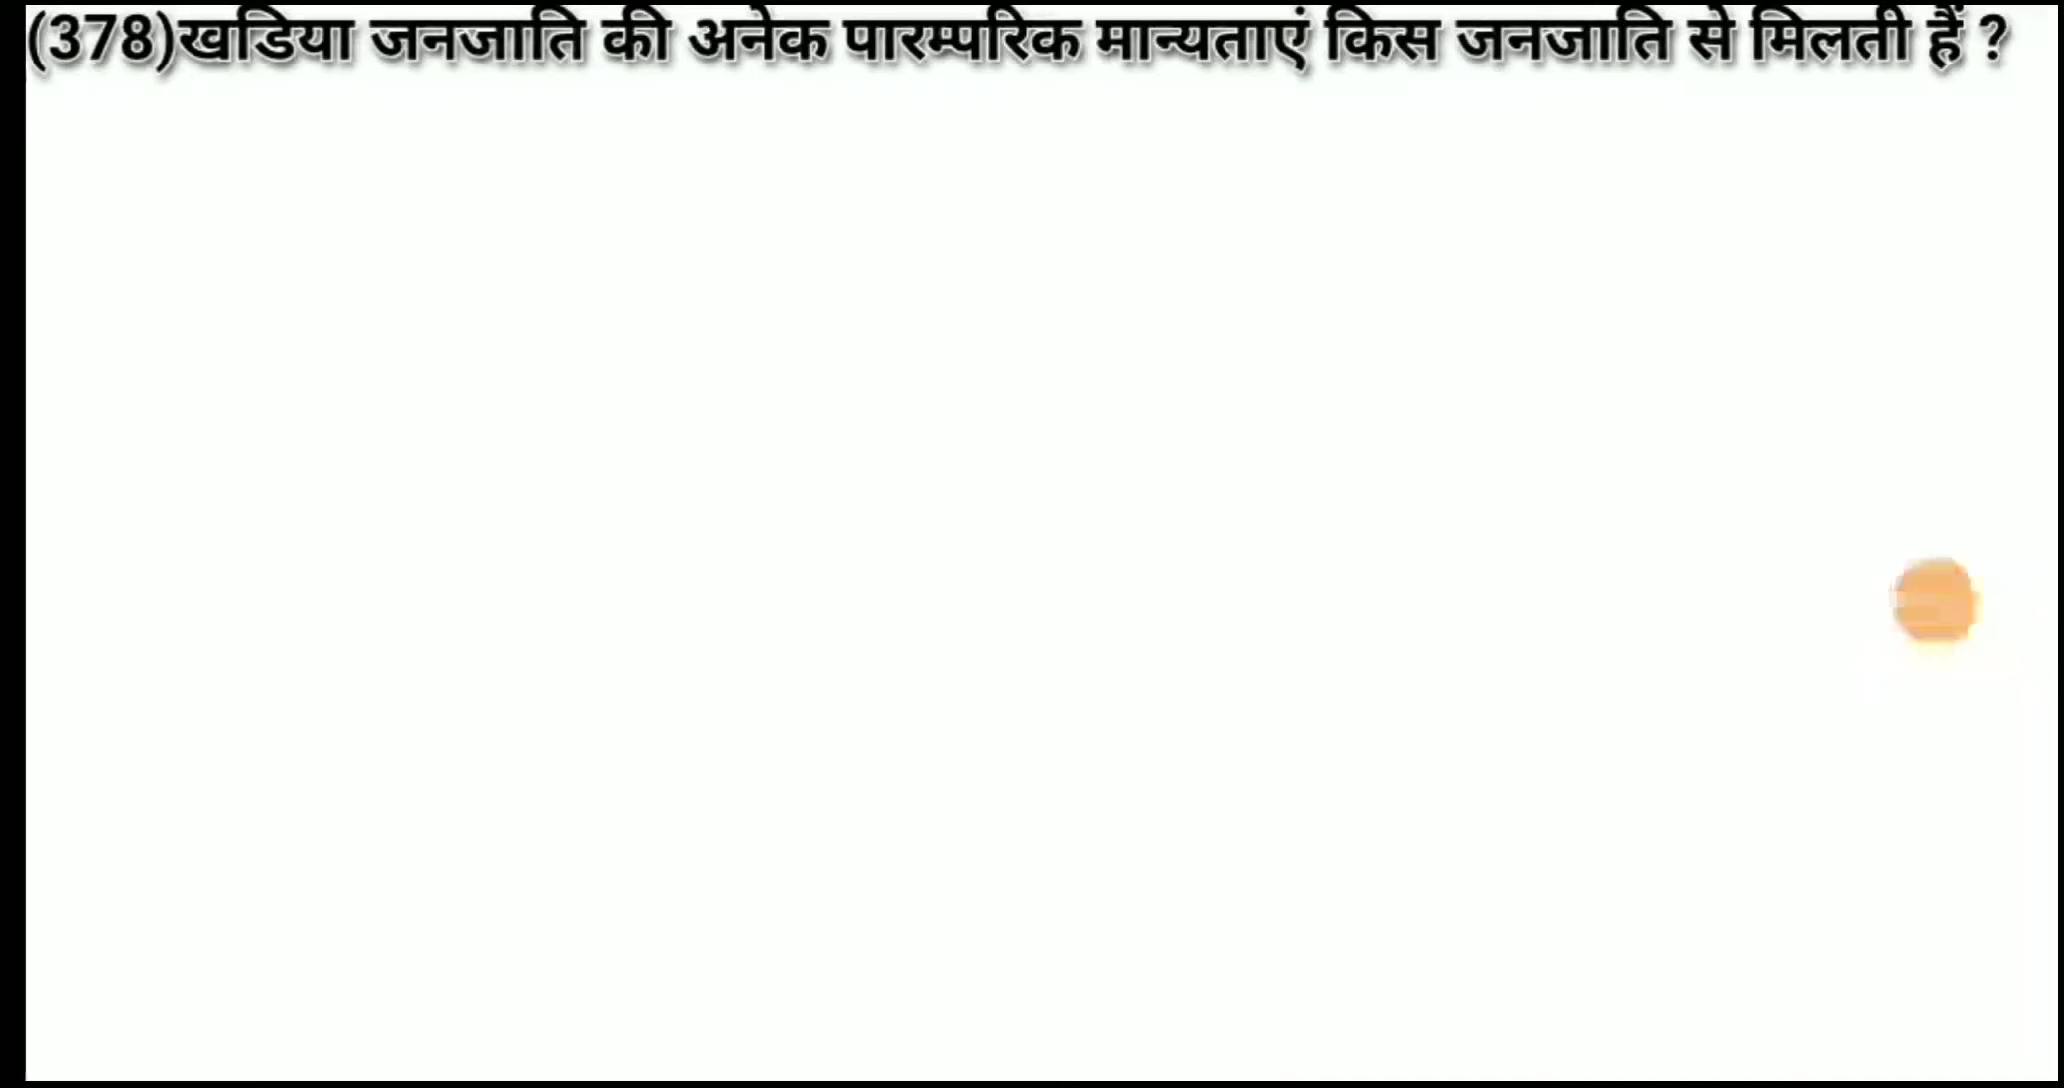 (378)खडिया जनजाति की अनेक पारम्परिक मान्यताएं किस जनजाति से मिलती हैं ?